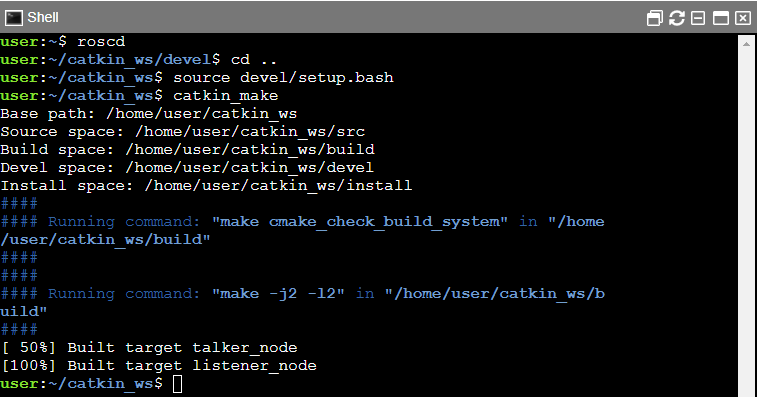 Shell
user:~$ roscd
user:~/catkin_ws/devel$ cd ..
user:~/catkin_ws$ source devel/setup.bash
user:~/catkin_ws$ catkin_make
Base path: /home/user/catkin_ws
Source space: /home/user/catkin_ws/src
Build space: /home/user/catkin_ws/build
Devel space: /home/user/catkin_ws/devel
Install space: /home/user/catkin_ws/install
####
#### Running command: "make cmake_check_build_system" in "/home
/user/catkin_ws/build"
####
####
#### Running command: "make -j2 -l2" in "/home/user/catkin_ws/b
uild"
####
[ 50%] Built target talker_node
[100%] Built target listener_node
user:~/catkin_ws$